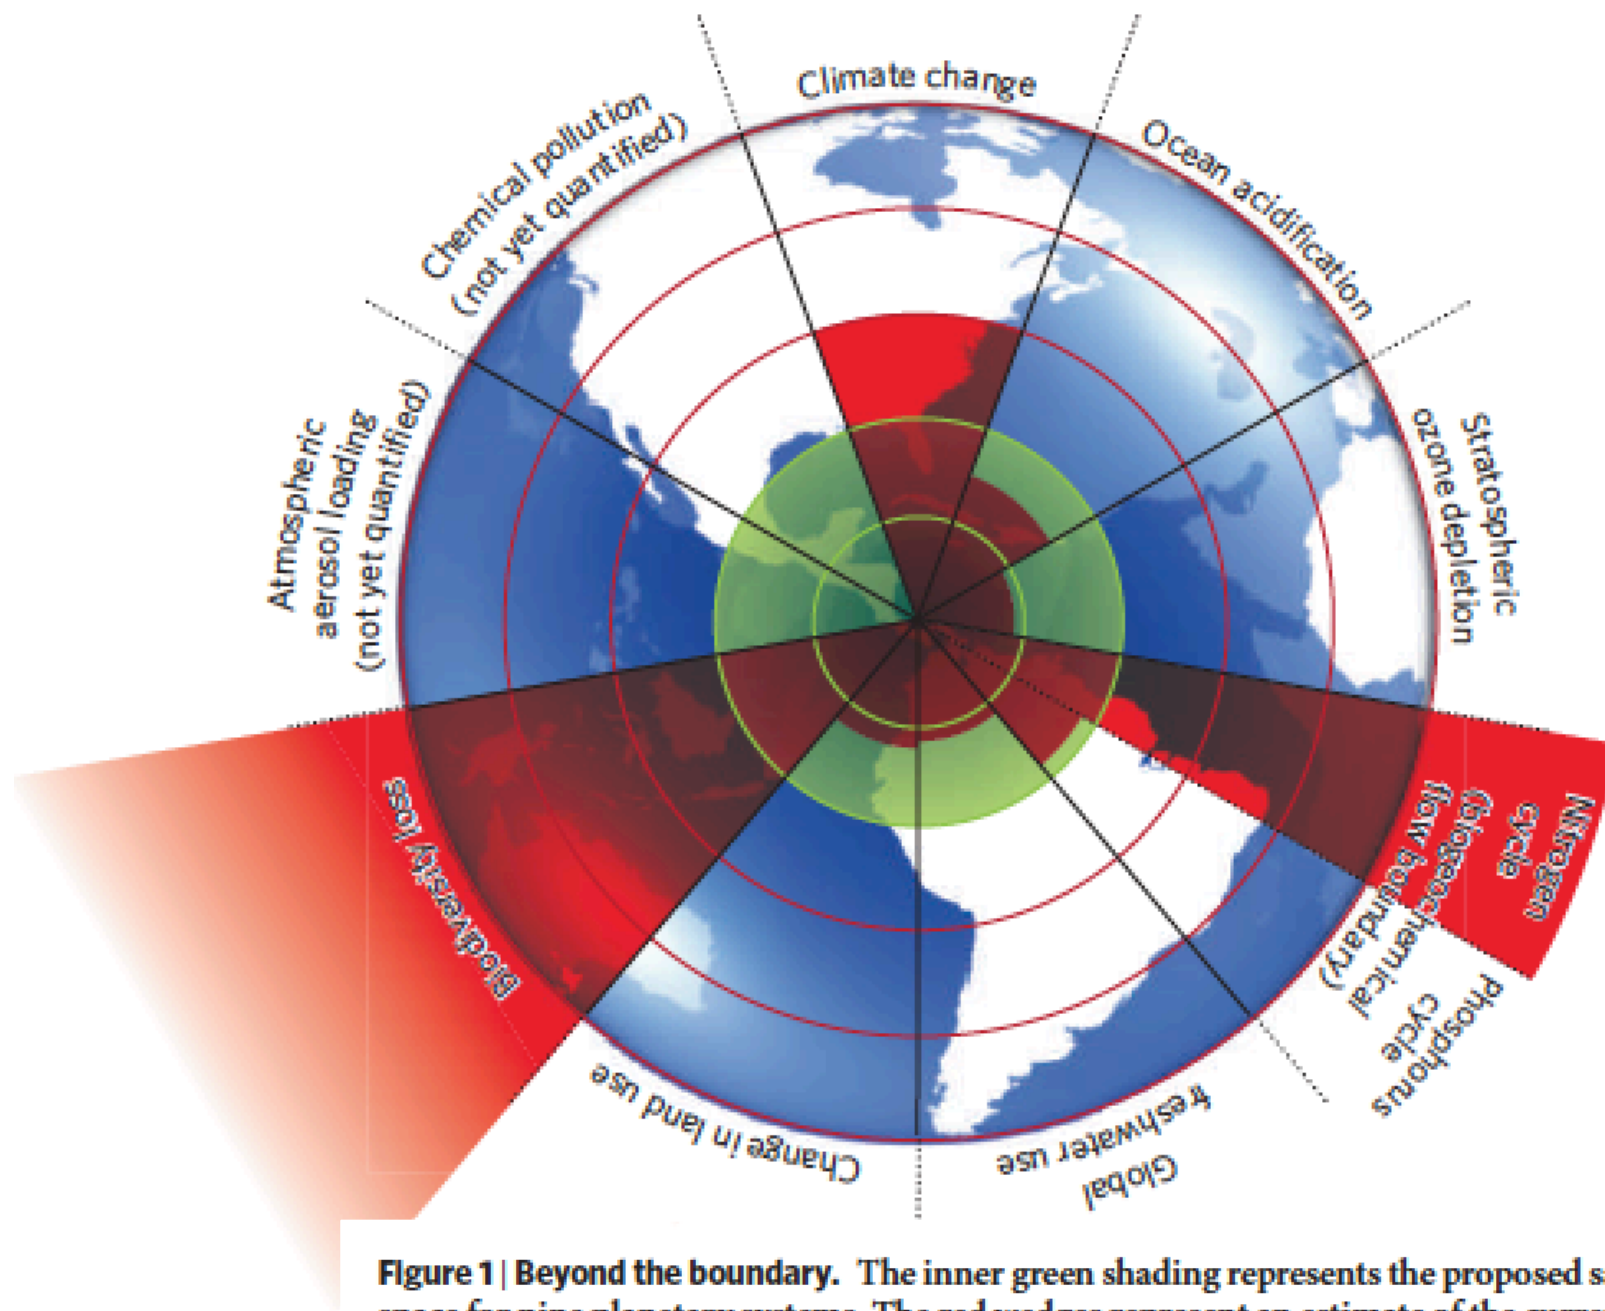 Climate change
Ocean acidification
Stratospheric
ozone depletion
Nitrogen
cycle
(biogeochemical
flow boundary)
Phosphorus
cycle
Global
freshwater use
Change in land use
Biodiversity loss
Atmospheric
aerosol loading
(not yet quantified)
Chemical pollution
(not yet quantified)
Figure 1 | Beyond the boundary. The inner green shading represents the proposed